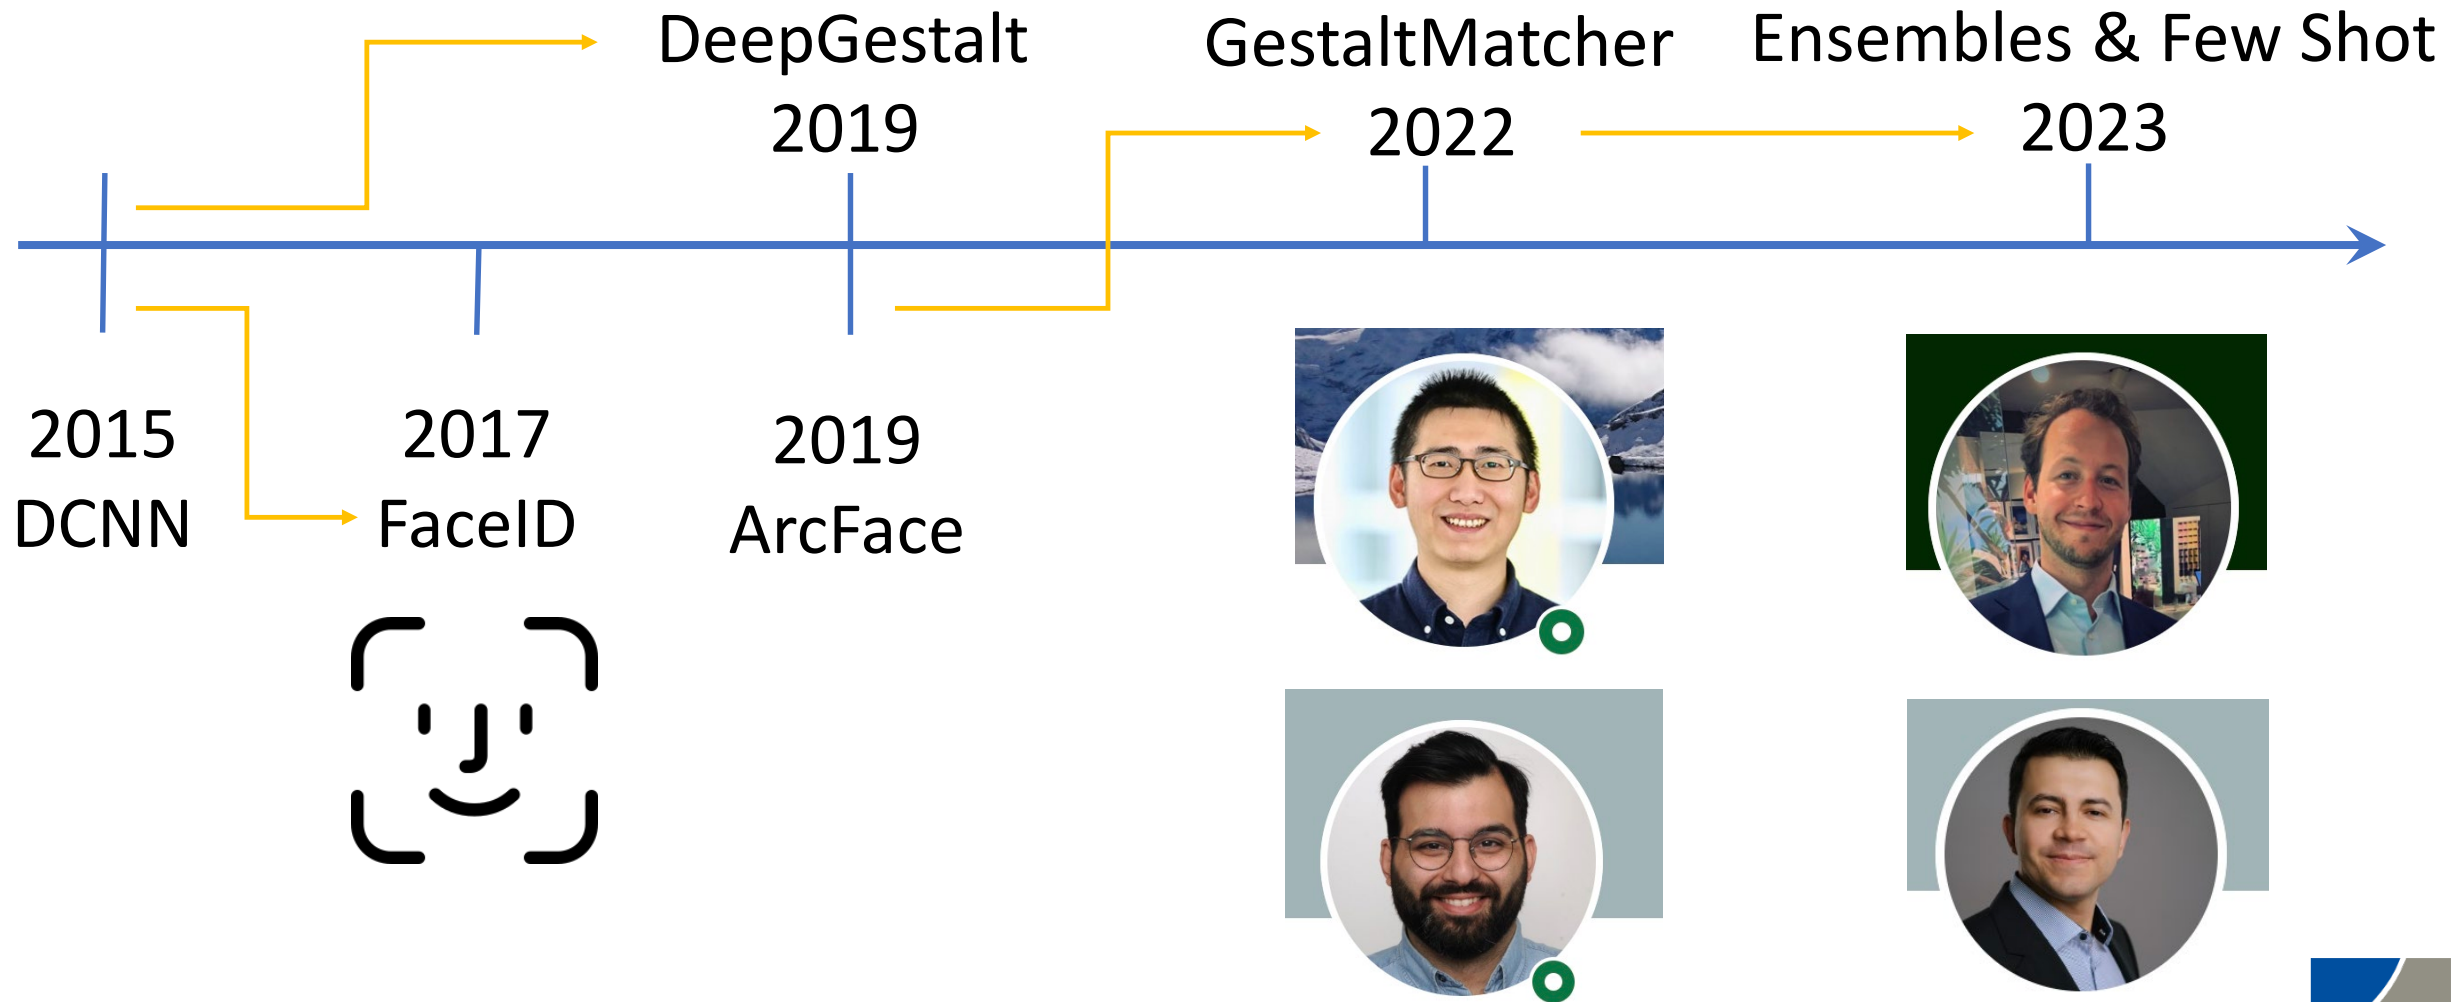 DeepGestalt
2019
GestaltMatcher
2022
Ensembles & Few Shot
2023
2015
DCNN
2017
FaceID
2019
ArcFace